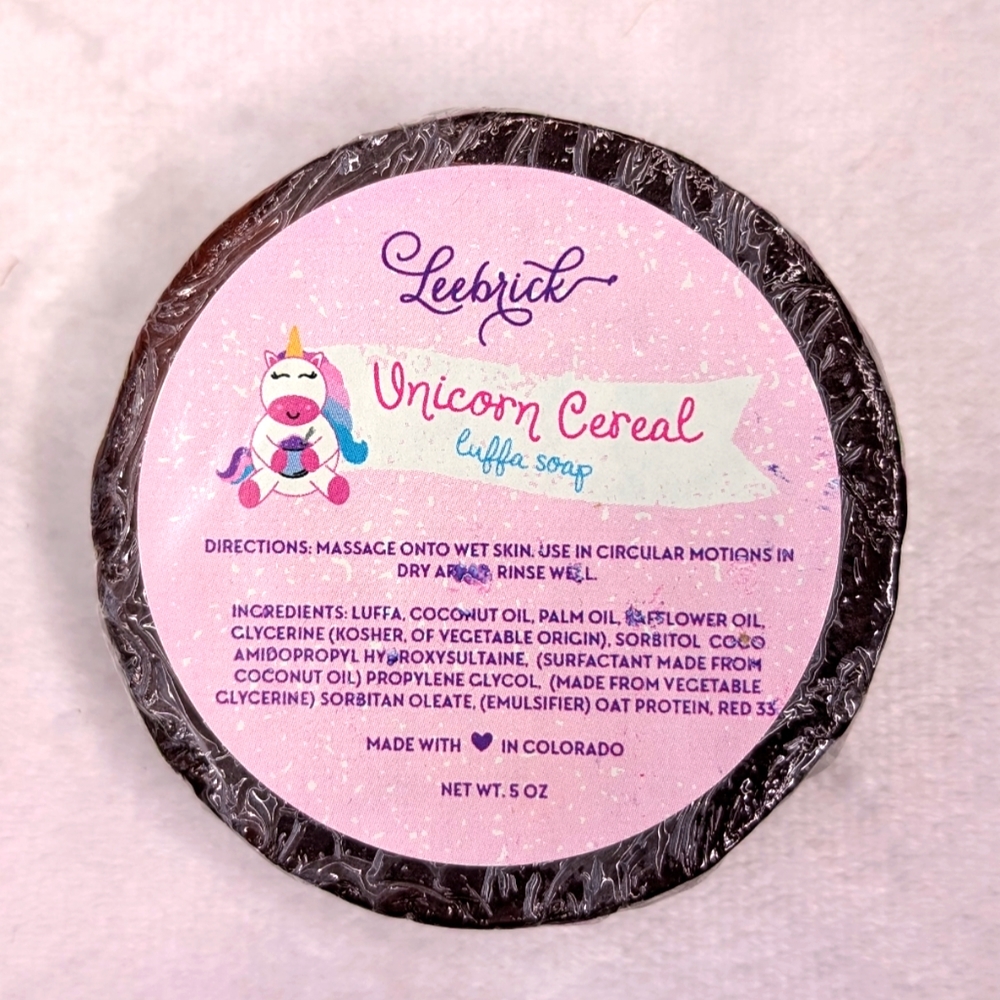 Leebrick
Unicorn Cereal
luffa soap
DIRECTIONS: MASSAGE ONTO WET SKIN. USE IN CIRCULAR MOTIONS IN
DRY RINSE WELL.
INGREDIENTS: LUFFA, COCONUT OIL, PALM OIL, SAFSLOWER OIL,
GLYCERINE (KOSHER, OF VEGETABLE ORIGIN), SORBITOL COCO
AMIDOPROPYL HYDROXYSULTAINE, (SURFACTANT MADE FROM
COCONUT OIL) PROPYLENE GLYCOL, (MADE FROM VEGETABLE
GLYCERINE) SORBITAN OLEATE, (EMULSIFIER) OAT PROTEIN, RED 33
MADE WITH IN COLORADO
NET WT. 5 OZ